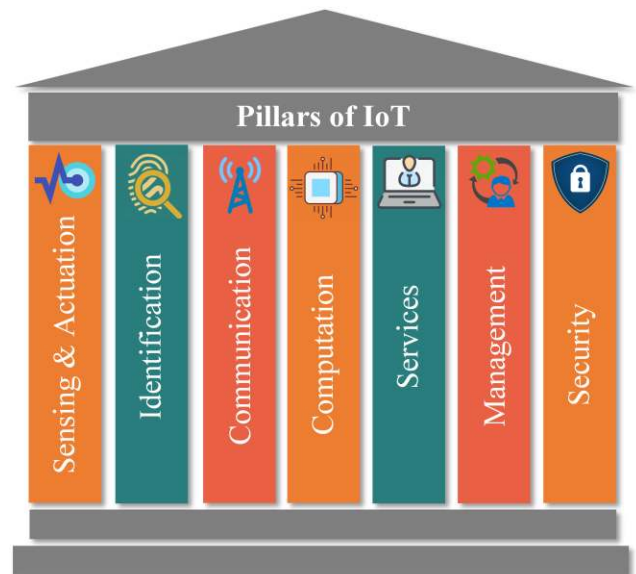 Pillars of IoT
Sensing & Actuation
Identification
Communication
Computation
Services
Management
Security